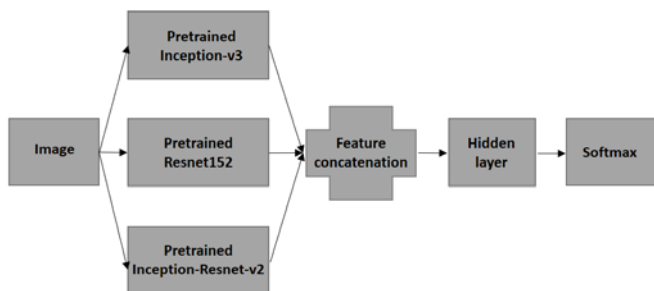 Pretrained
Inception-v3
Image
Pretrained
Resnet152
Feature
concatenation
Hidden
layer
Softmax
Pretrained
Inception-Resnet-v2